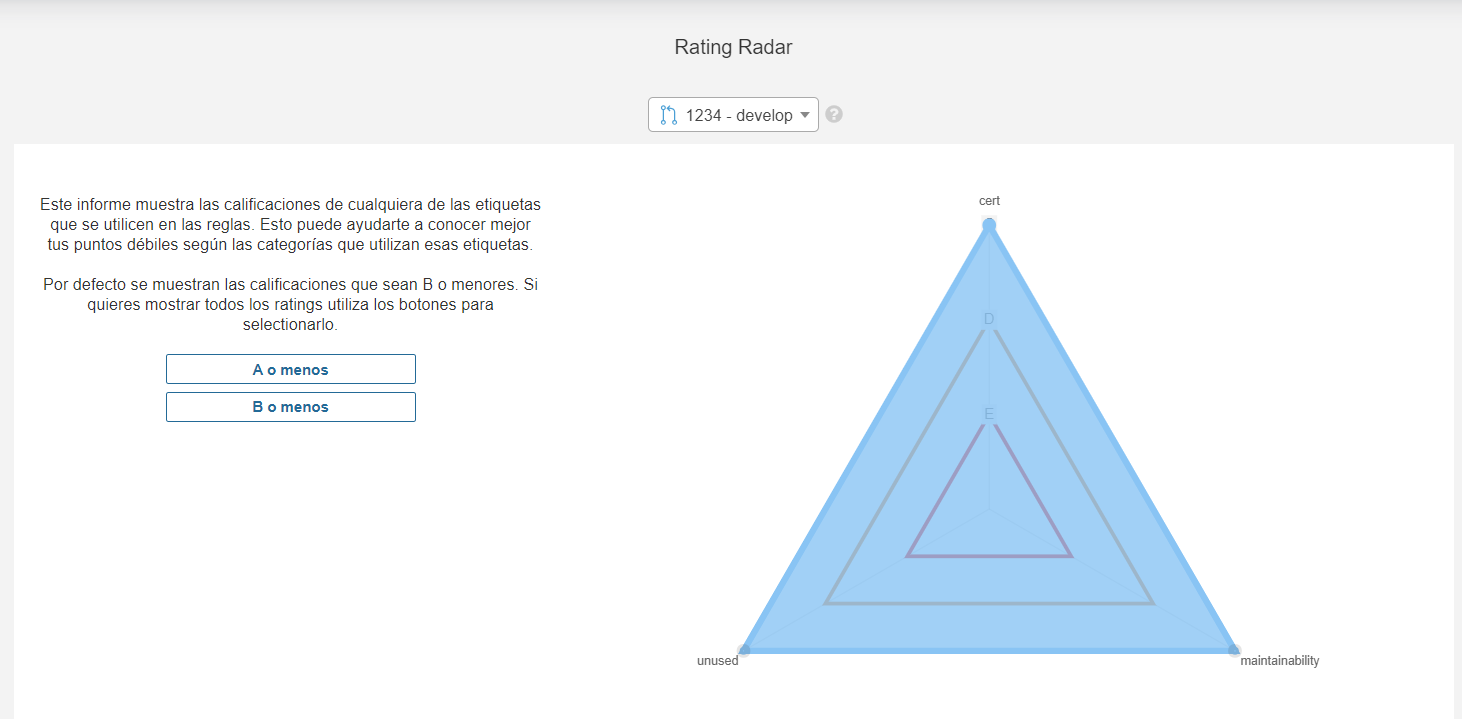 Rating Radar
1234 - develop
?
Este informe muestra las calificaciones de cualquiera de las etiquetas
que se utilicen en las reglas. Esto puede ayudarte a conocer mejor
tus puntos débiles según las categorías que utilizan esas etiquetas.
Por defecto se muestran las calificaciones que sean B o menores. Si
quieres mostrar todos los ratings utiliza los botones para
selectionarlo.
A o menos
B o menos
cert
D
E
unused
maintainability